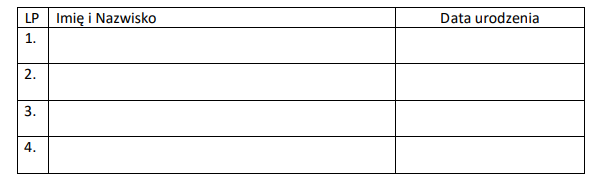 LP Imię i Nazwisko Data urodzenia
1.
2.
3.
4.